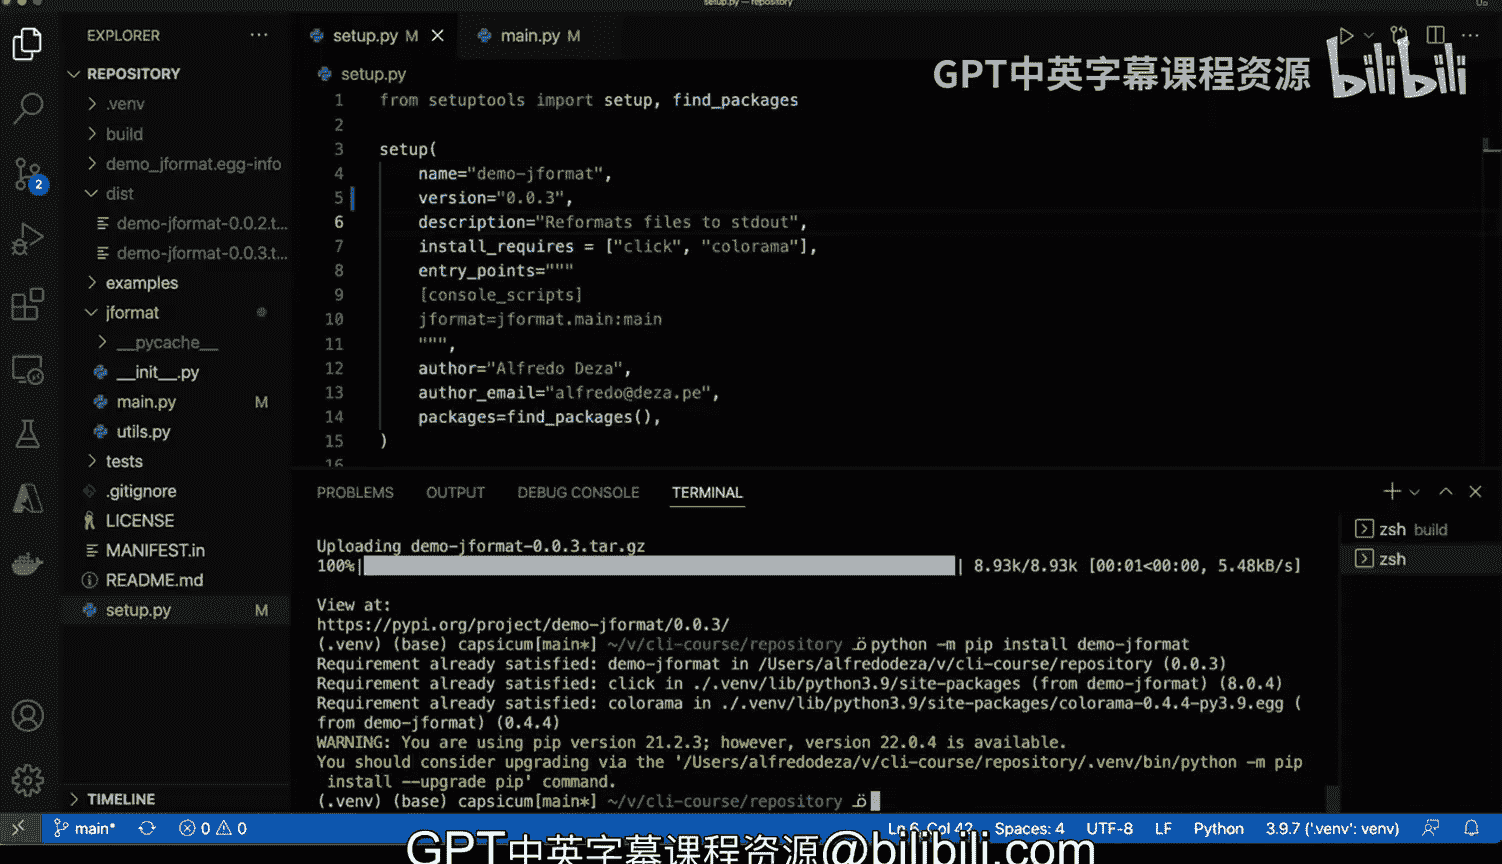 setup.py — repository
EXPLORER
REPOSITORY
.venv
build
demo_jformat.egg-info
dist
demo-jformat-0.0.2.t...
demo-jformat-0.0.3.t...
examples
jformat
__pycache__
__init__.py
main.py M
utils.py
tests
.gitignore
LICENSE
MANIFEST.in
README.md
setup.py M
TIMELINE
2
setup.py M
main.py M
GPT中英字幕课程资源 bilibili
setup.py
1 from setuptools import setup, find_packages
2
3 setup(
4 name="demo-jformat",
5 version="0.0.3",
6 description="Reformats files to stdout",
7 install_requires = ["click", "colorama"],
8 entry_points="""
9 [console_scripts]
10 jformat=jformat.main:main
11 """,
12 author="Alfredo Deza",
13 author_email="alfredo@deza.pe",
14 packages=find_packages(),
15 )
16
PROBLEMS OUTPUT DEBUG CONSOLE TERMINAL
zsh build
zsh
Uploading demo-jformat-0.0.3.tar.gz
100%| | 8.93k/8.93k [00:01<00:00, 5.48kB/s]
View at:
https://pypi.org/project/demo-jformat/0.0.3/
(.venv) (base) capsicum[main*] ~/v/cli-course/repository python -m pip install demo-jformat
Requirement already satisfied: demo-jformat in /Users/alfredodeza/v/cli-course/repository (0.0.3)
Requirement already satisfied: click in ./.venv/lib/python3.9/site-packages (from demo-jformat) (8.0.4)
Requirement already satisfied: colorama in ./.venv/lib/python3.9/site-packages/colorama-0.4.4-py3.9.egg (
from demo-jformat) (0.4.4)
WARNING: You are using pip version 21.2.3; however, version 22.0.4 is available.
You should consider upgrading via the '/Users/alfredodeza/v/cli-course/repository/.venv/bin/python -m pip
install --upgrade pip' command.
(.venv) (base) capsicum[main*] ~/v/cli-course/repository
main* 0 0 Ln 6, Col 42 Spaces: 4 UTF-8 LF Python 3.9.7 ('.venv': venv)
GPT中英字幕课程资源@bilibili.com